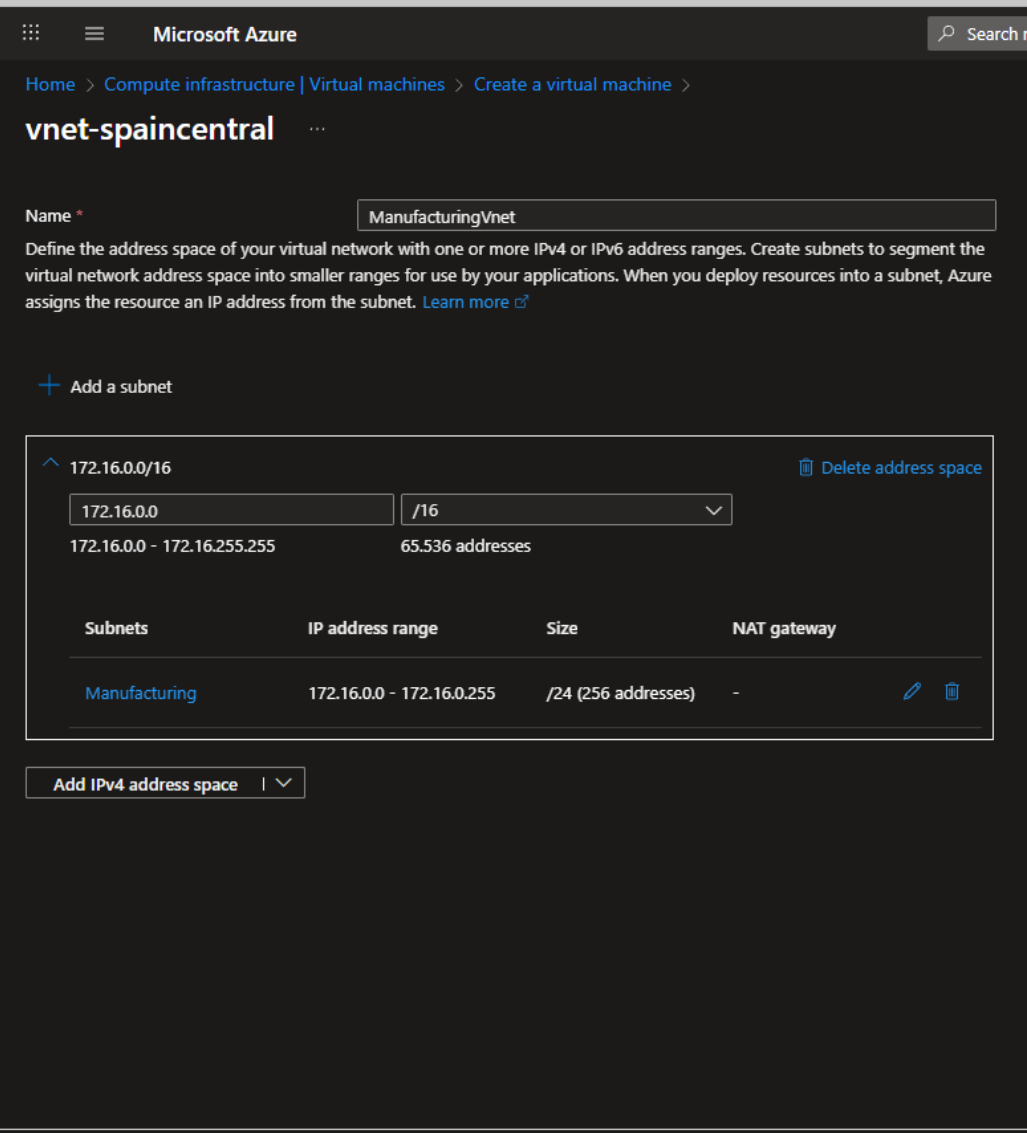 Microsoft Azure
Search
Home > Compute infrastructure | Virtual machines > Create a virtual machine >
vnet-spaincentral ...
Name * ManufacturingVnet
Define the address space of your virtual network with one or more IPv4 or IPv6 address ranges. Create subnets to segment the
virtual network address space into smaller ranges for use by your applications. When you deploy resources into a subnet, Azure
assigns the resource an IP address from the subnet. Learn more
+ Add a subnet
172.16.0.0/16 Delete address space
172.16.0.0 /16
172.16.0.0 - 172.16.255.255 65.536 addresses
Subnets IP address range Size NAT gateway
Manufacturing 172.16.0.0 - 172.16.0.255 /24 (256 addresses) -
Add IPv4 address space |